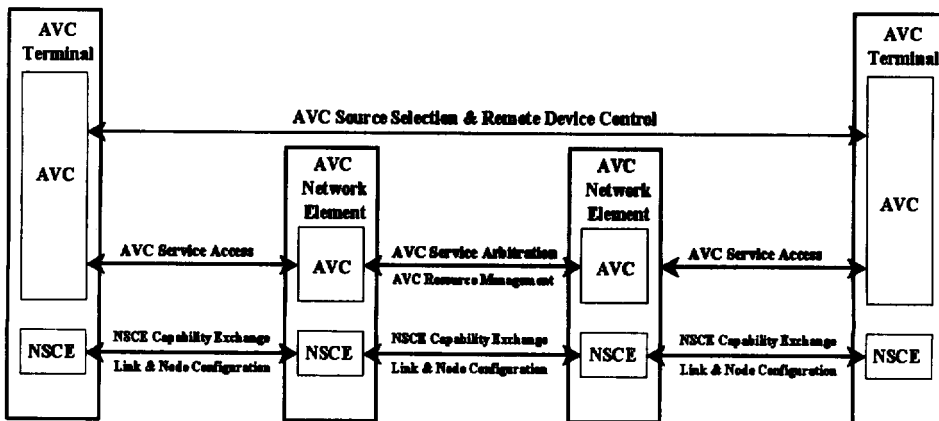 AVC
Terminal
AVC
Terminal
AVC Source Selection & Remote Device Control
AVC
Network
Element
AVC
Network
Element
AVC
AVC
AVC Service Access
AVC
AVC Service Arbitration
AVC Resource Management
AVC
AVC Service Access
NSCE
NSCE Capability Exchange
Link & Node Configuration
NSCE
NSCE Capability Exchange
Link & Node Configuration
NSCE
NSCE Capability Exchange
Link & Node Configuration
NSCE